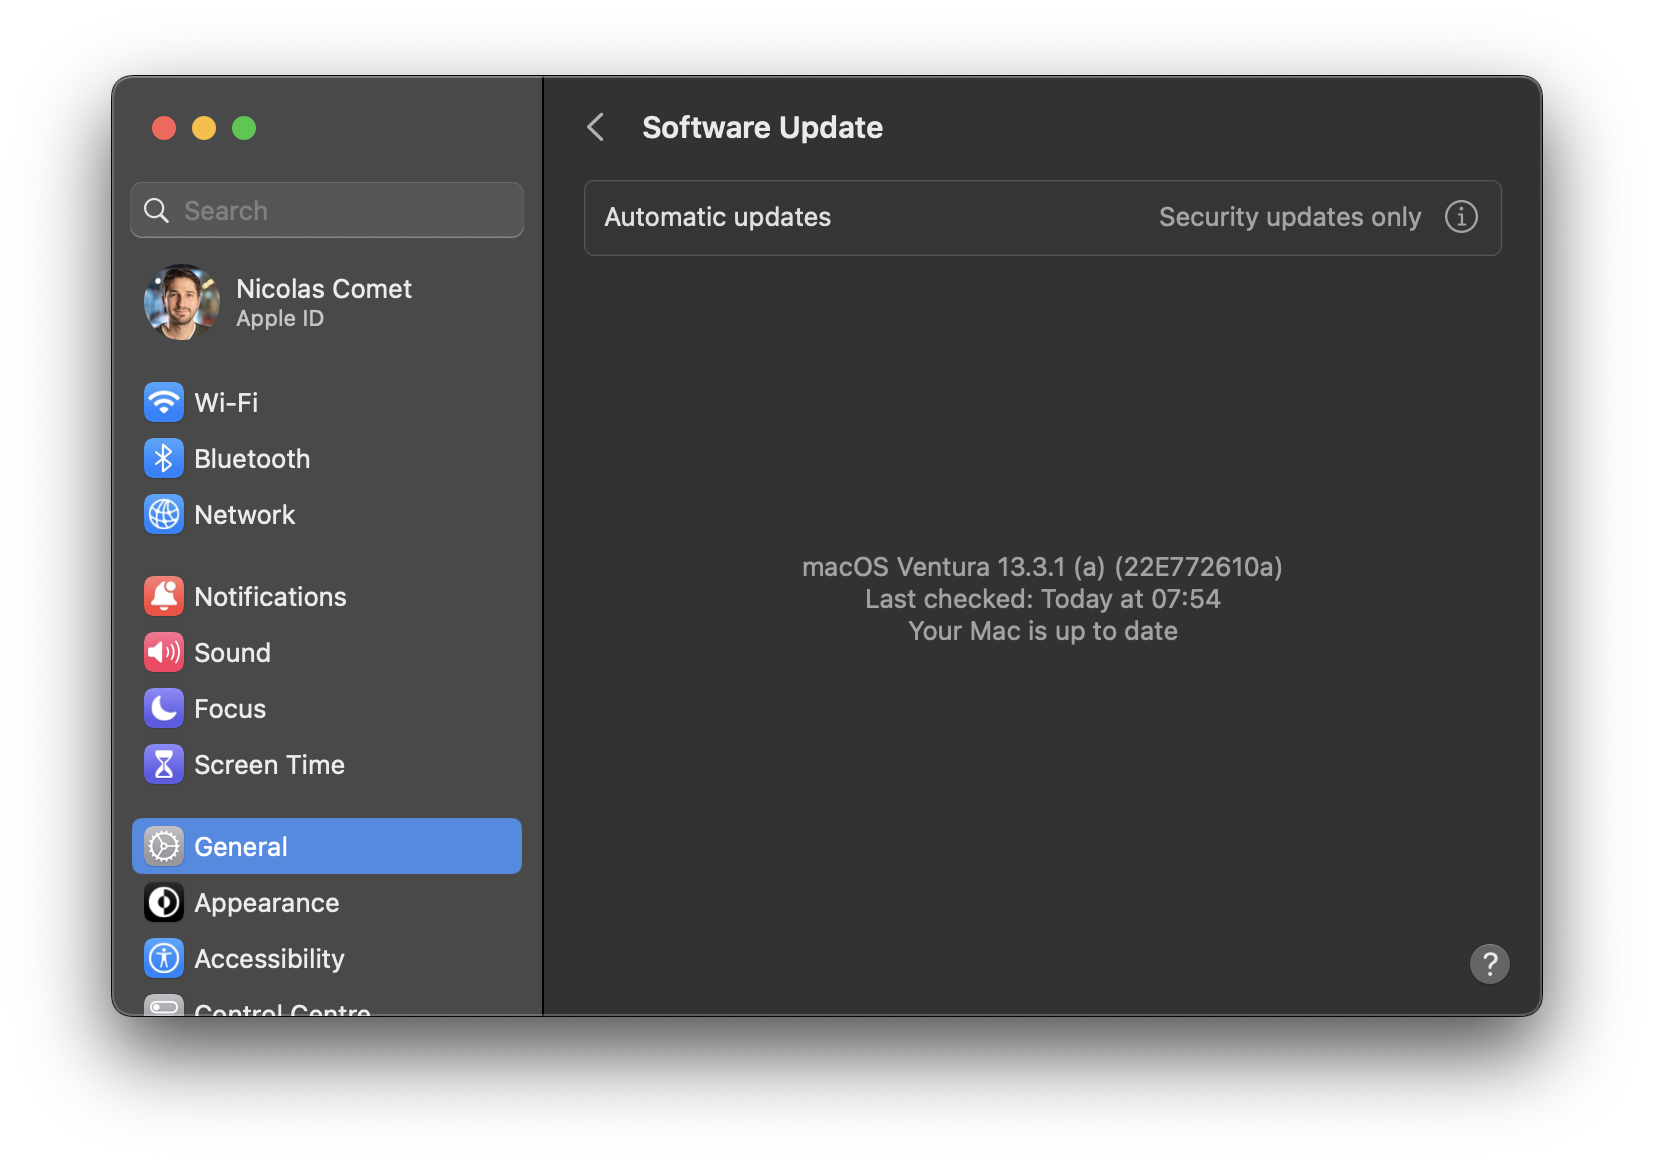 Search
Nicolas Comet
Apple ID
Wi-Fi
Bluetooth
Network
Notifications
Sound
Focus
Screen Time
General
Appearance
Accessibility
Control Centre
Software Update
Automatic updates
Security updates only
macOS Ventura 13.3.1 (a) (22E772610a)
Last checked: Today at 07:54
Your Mac is up to date
?